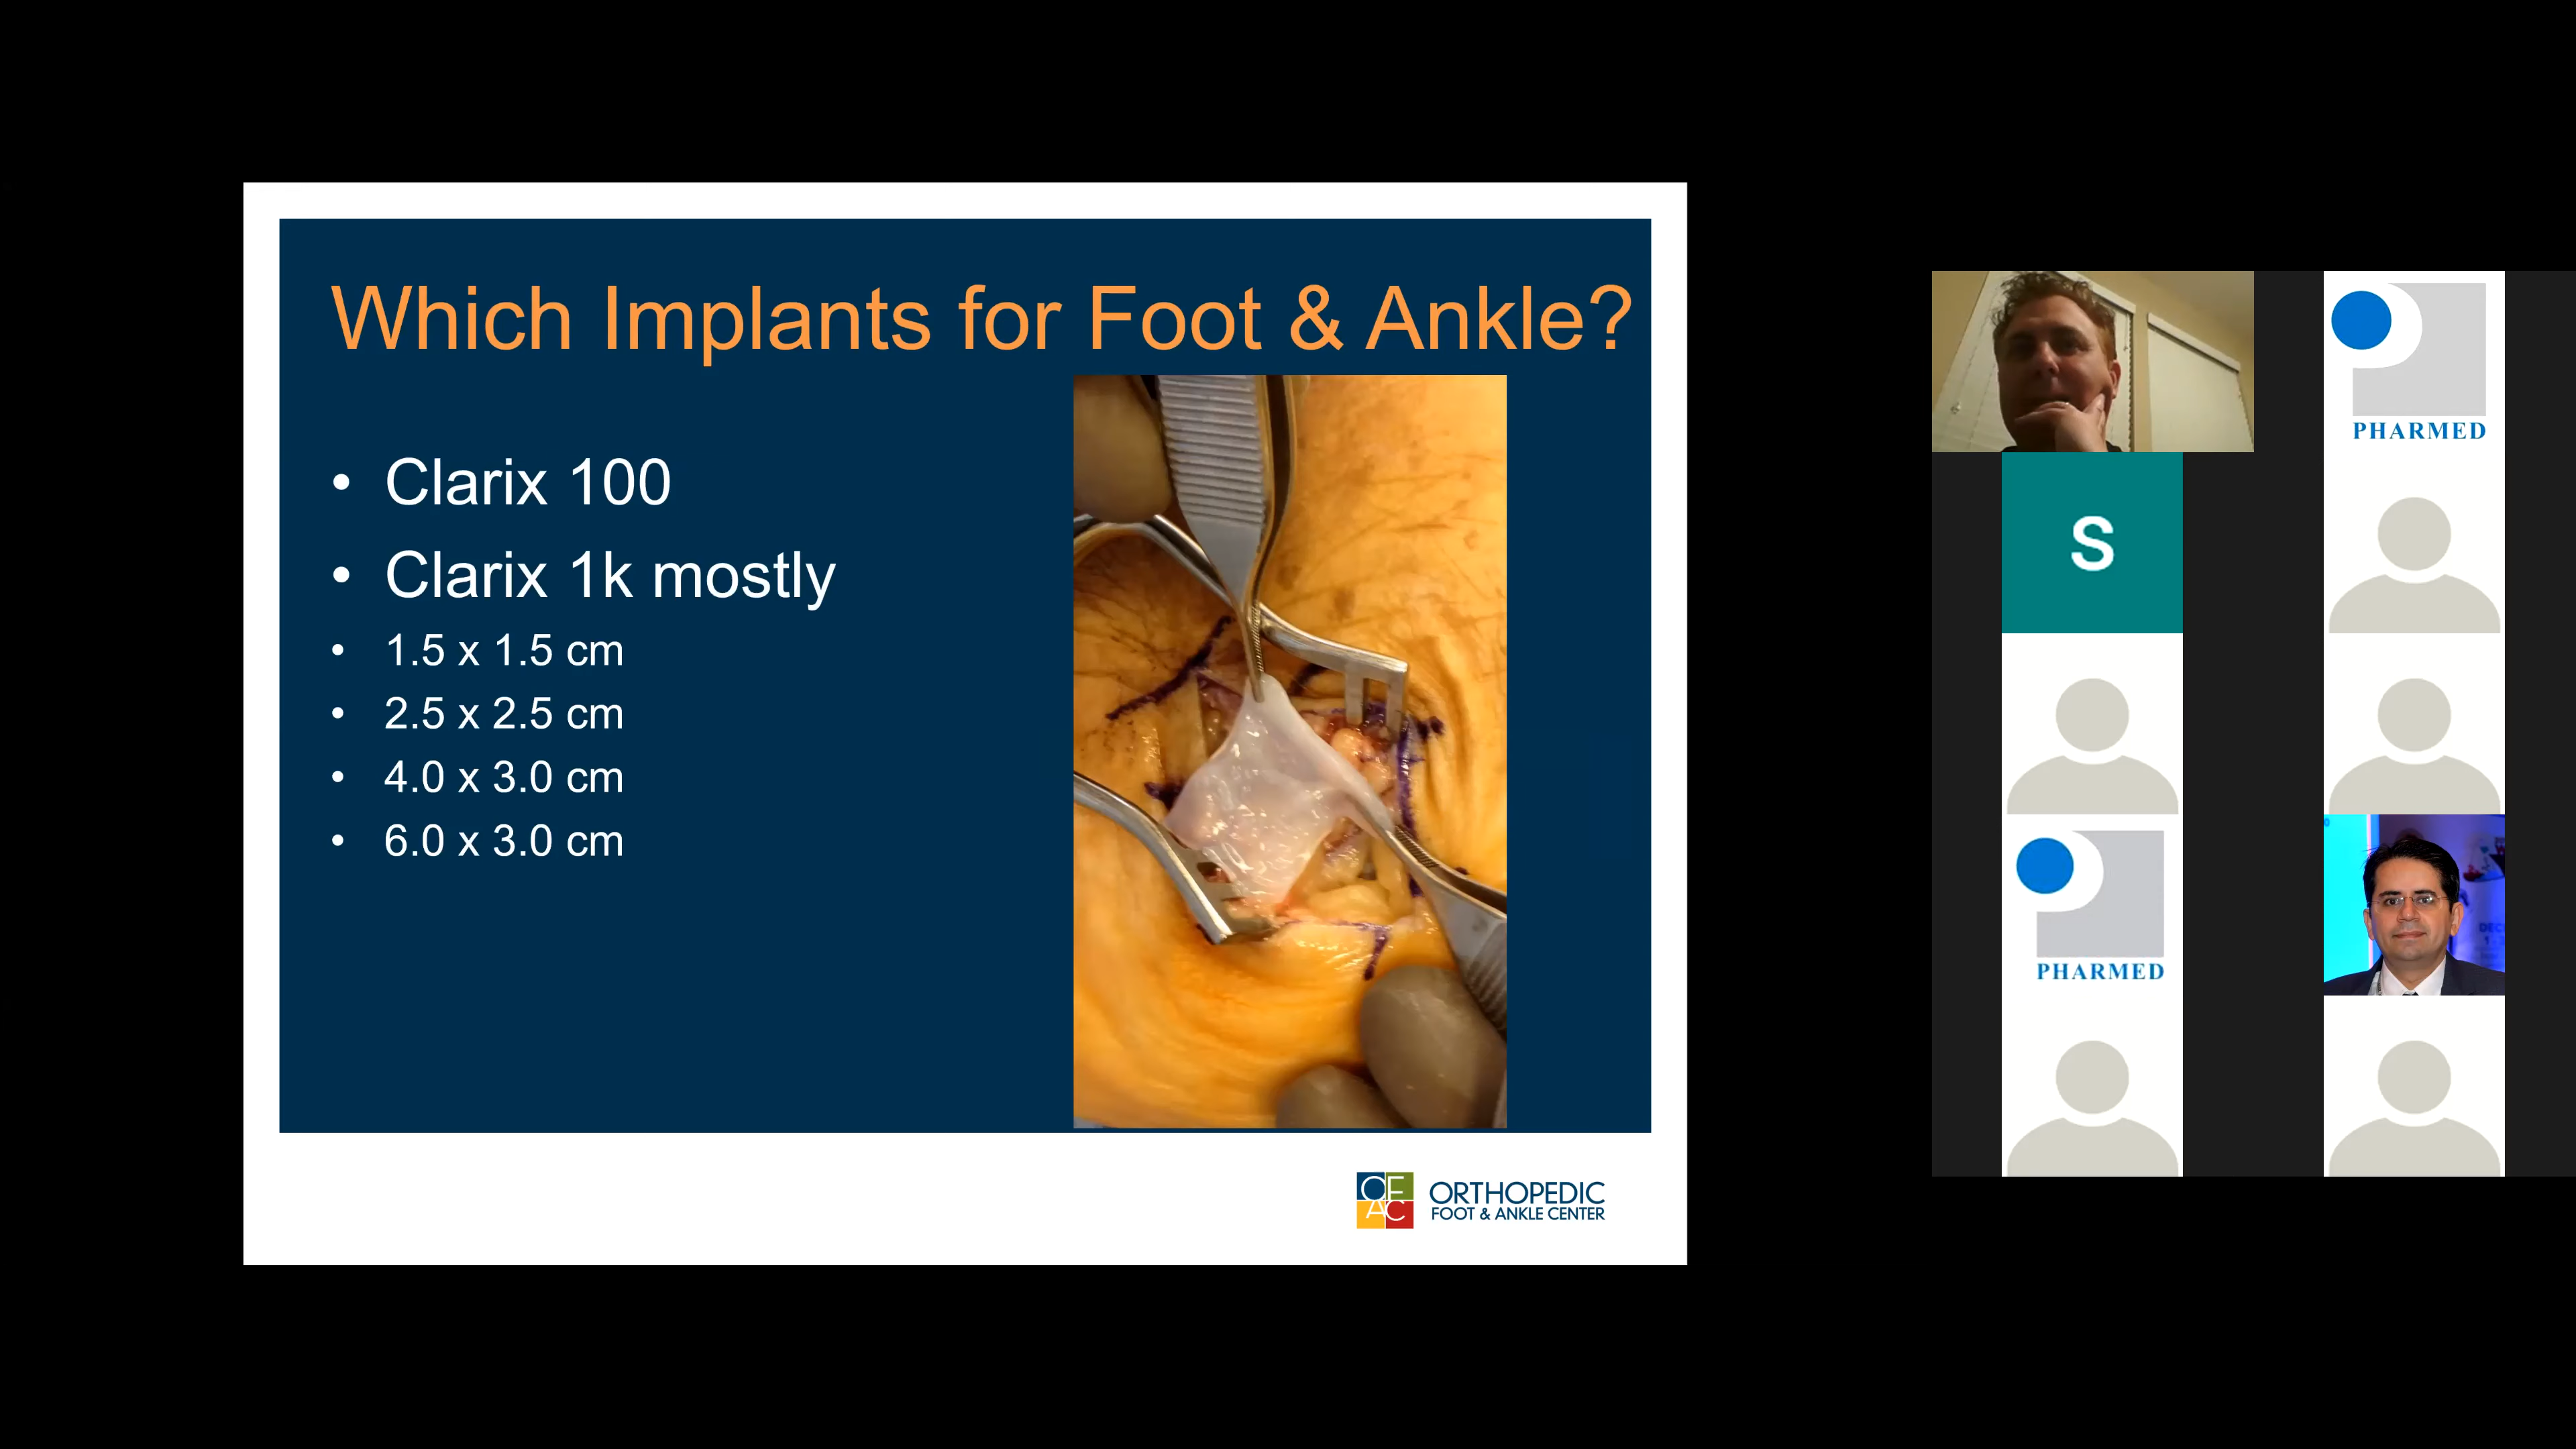 Which Implants for Foot & Ankle?
• Clarix 100
• Clarix 1k mostly
• 1.5 x 1.5 cm
• 2.5 x 2.5 cm
• 4.0 x 3.0 cm
• 6.0 x 3.0 cm
OFAC
ORTHOPEDIC
FOOT & ANKLE CENTER
PHARMED
S
PHARMED